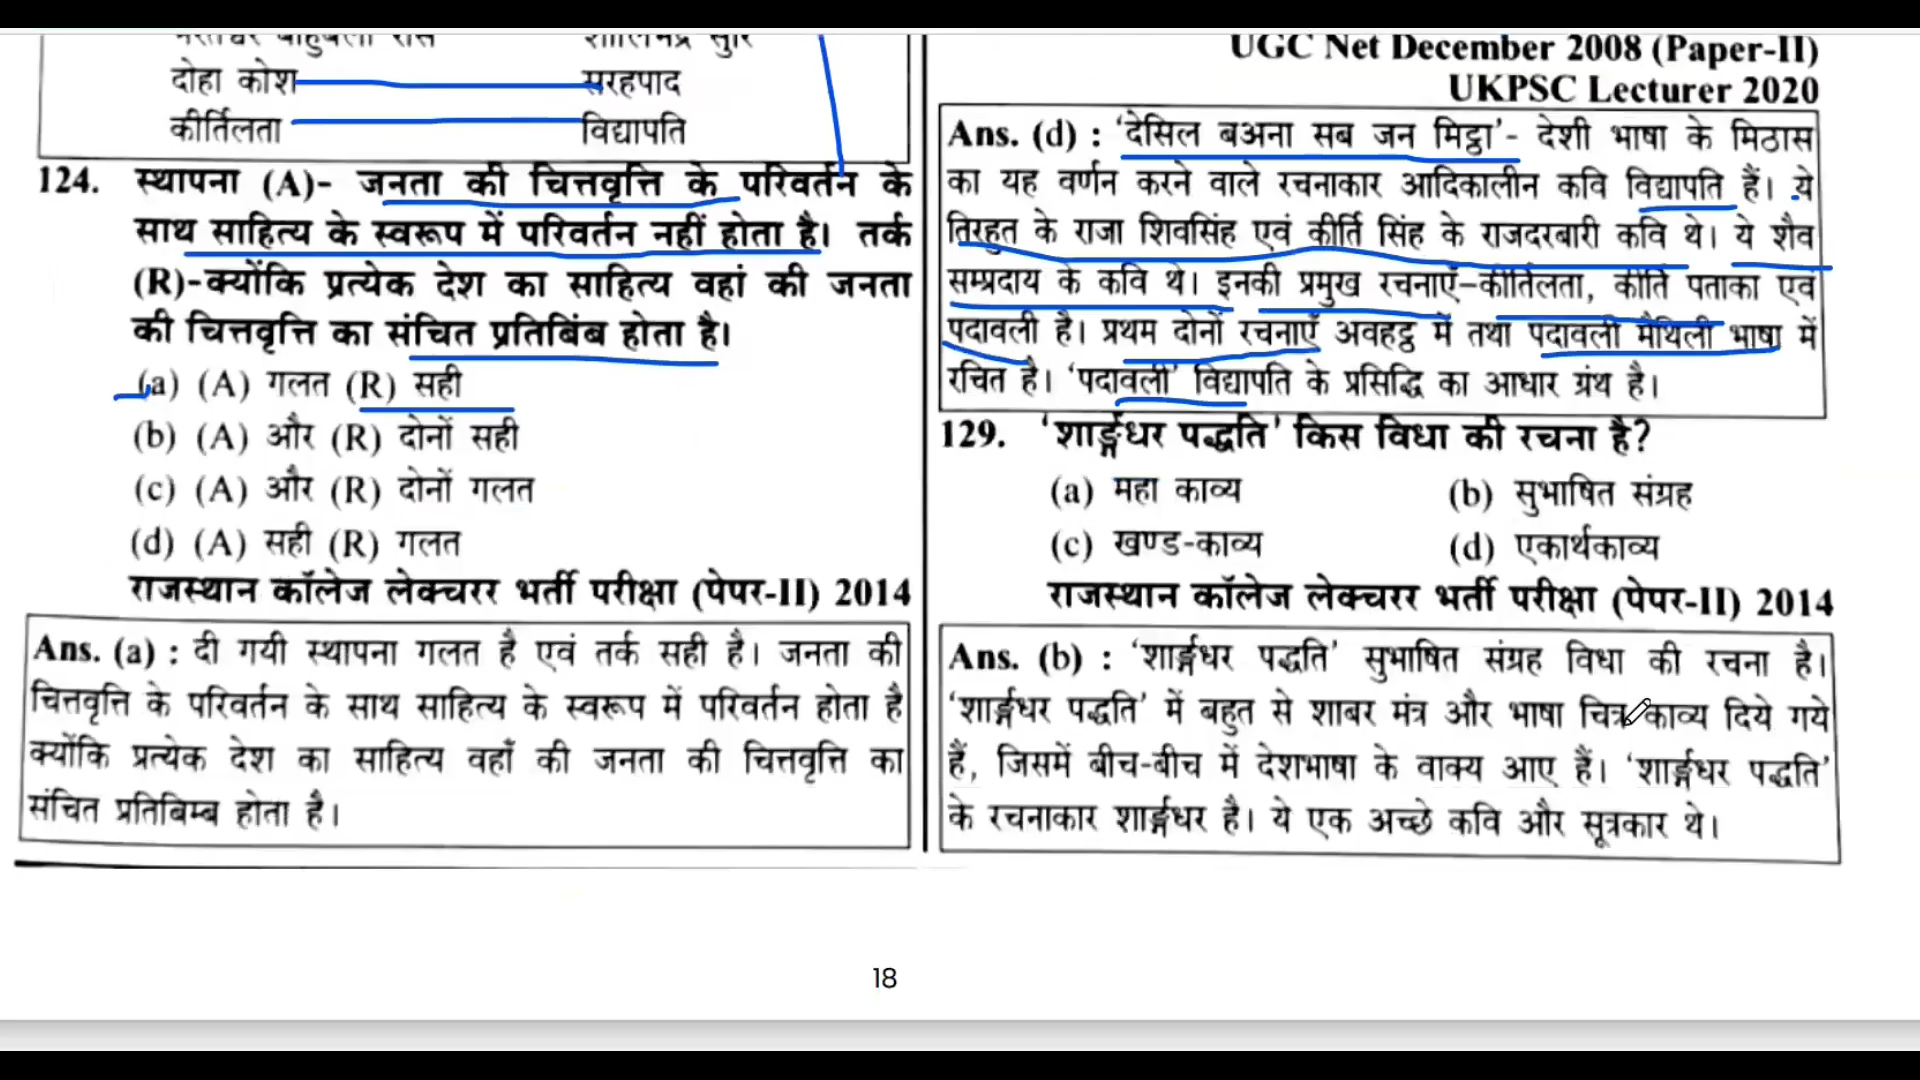 भरतेश्वर बाहुबली रास शालिभद्र सुरि
दोहा कोश सरहपाद
कीर्तिलता विद्यापति
124. स्थापना (A)- जनता की चित्तवृत्ति के परिवर्तन के
साथ साहित्य के स्वरूप में परिवर्तन नहीं होता है। तर्क
(R)-क्योंकि प्रत्येक देश का साहित्य वहां की जनता
की चित्तवृत्ति का संचित प्रतिबिंब होता है।
(a) (A) गलत (R) सही
(b) (A) और (R) दोनों सही
(c) (A) और (R) दोनों गलत
(d) (A) सही (R) गलत
राजस्थान कॉलेज लेक्चरर भर्ती परीक्षा (पेपर-II) 2014
Ans. (a) : दी गयी स्थापना गलत है एवं तर्क सही है। जनता की
चित्तवृत्ति के परिवर्तन के साथ साहित्य के स्वरूप में परिवर्तन होता है
क्योंकि प्रत्येक देश का साहित्य वहाँ की जनता की चित्तवृत्ति का
संचित प्रतिबिम्ब होता है।
UGC Net December 2008 (Paper-II)
UKPSC Lecturer 2020
Ans. (d) : 'देसिल बअना सब जन मिट्ठा'- देशी भाषा के मिठास
का यह वर्णन करने वाले रचनाकार आदिकालीन कवि विद्यापति हैं। ये
तिरहुत के राजा शिवसिंह एवं कीर्ति सिंह के राजदरबारी कवि थे। ये शैव
सम्प्रदाय के कवि थे। इनकी प्रमुख रचनाएँ–कीर्तिलता, कीर्ति पताका एवं
पदावली है। प्रथम दोनों रचनाएँ अवहट्ठ में तथा पदावली मैथिली भाषा में
रचित है। 'पदावली' विद्यापति के प्रसिद्धि का आधार ग्रंथ है।
129. 'शार्ङ्गधर पद्धति' किस विधा की रचना है?
(a) महा काव्य (b) सुभाषित संग्रह
(c) खण्ड-काव्य (d) एकार्थकाव्य
राजस्थान कॉलेज लेक्चरर भर्ती परीक्षा (पेपर-II) 2014
Ans. (b) : 'शार्ङ्गधर पद्धति' सुभाषित संग्रह विधा की रचना है।
'शार्ङ्गधर पद्धति' में बहुत से शाबर मंत्र और भाषा चित्र काव्य दिये गये
हैं, जिसमें बीच-बीच में देशभाषा के वाक्य आए हैं। 'शार्ङ्गधर पद्धति'
के रचनाकार शार्ङ्गधर है। ये एक अच्छे कवि और सूत्रकार थे।
18